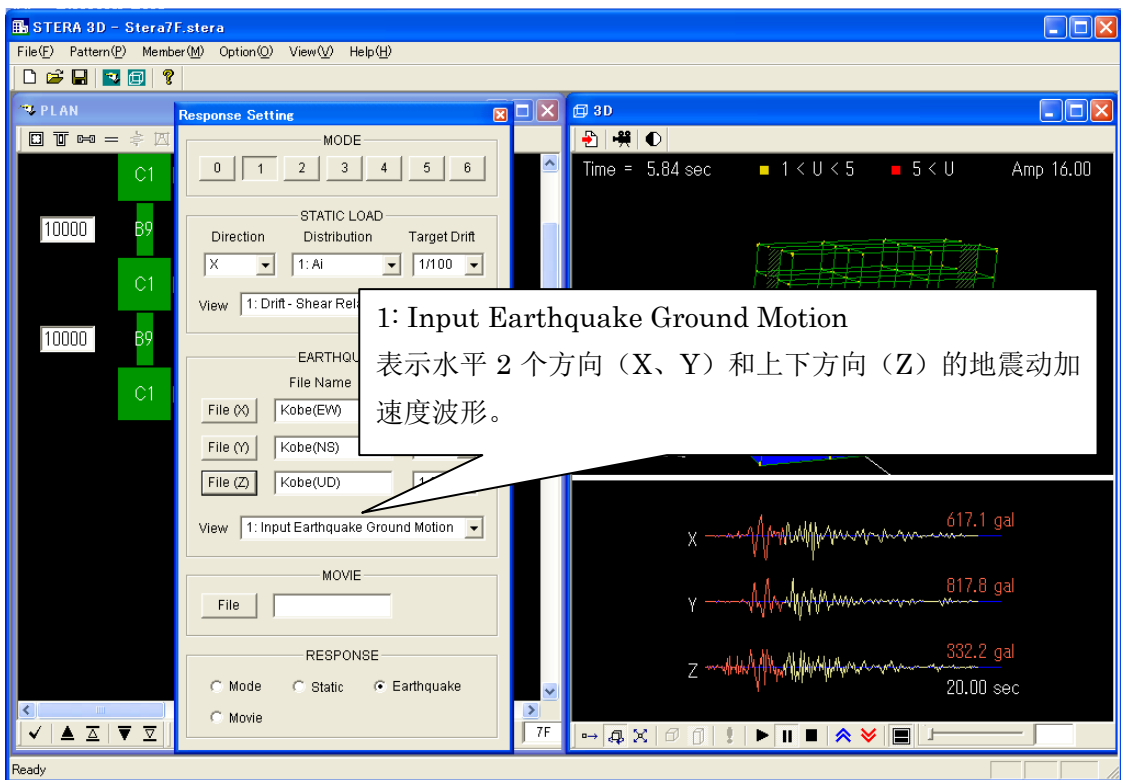 STERA 3D - Stera7F.stera
File(F) Pattern(P) Member(M) Option(O) View(V) Help(H)
PLAN
C1
10000 B9
C1
10000 B9
C1
7F
Response Setting
MODE
0 1 2 3 4 5 6
STATIC LOAD
Direction Distribution Target Drift
X 1: Ai 1/100
View 1: Drift - Shear
File Name
File (X) Kobe(EW)
File (Y) Kobe(NS)
File (Z) Kobe(UD)
View 1: Input Earthquake Ground Motion
MOVIE
File
RESPONSE
Mode Static Earthquake
Movie
1: Input Earthquake Ground Motion
表示水平 2 个方向（X、Y）和上下方向（Z）的地震动加
速度波形。
3D
Time = 5.84 sec 1 < U < 5 5 < U Amp 16.00
X 617.1 gal
Y 817.8 gal
Z 332.2 gal
20.00 sec
Ready